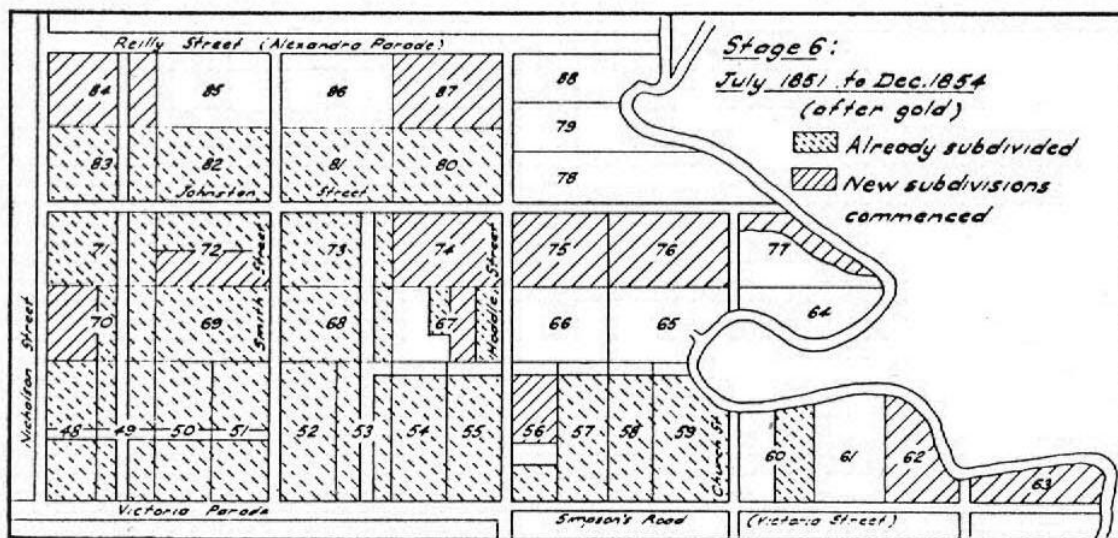 Reilly Street (Alexandra Parade)
Stage 6:
July 1851 to Dec. 1854
(after gold)
Already subdivided
New subdivisions
commenced
84 85 86 87 88
79
83 82 81 80 78
Johnston Street
71 72 73 74 75 76 77
Nicholson Street
Smith Street
Hoddle Street
70 69 68 67 66 65 64
48 49 50 51 52 53 54 55 56 57 58 59 60 61 62 63
Church St
Victoria Parade
Simpson's Road
(Victoria Street)